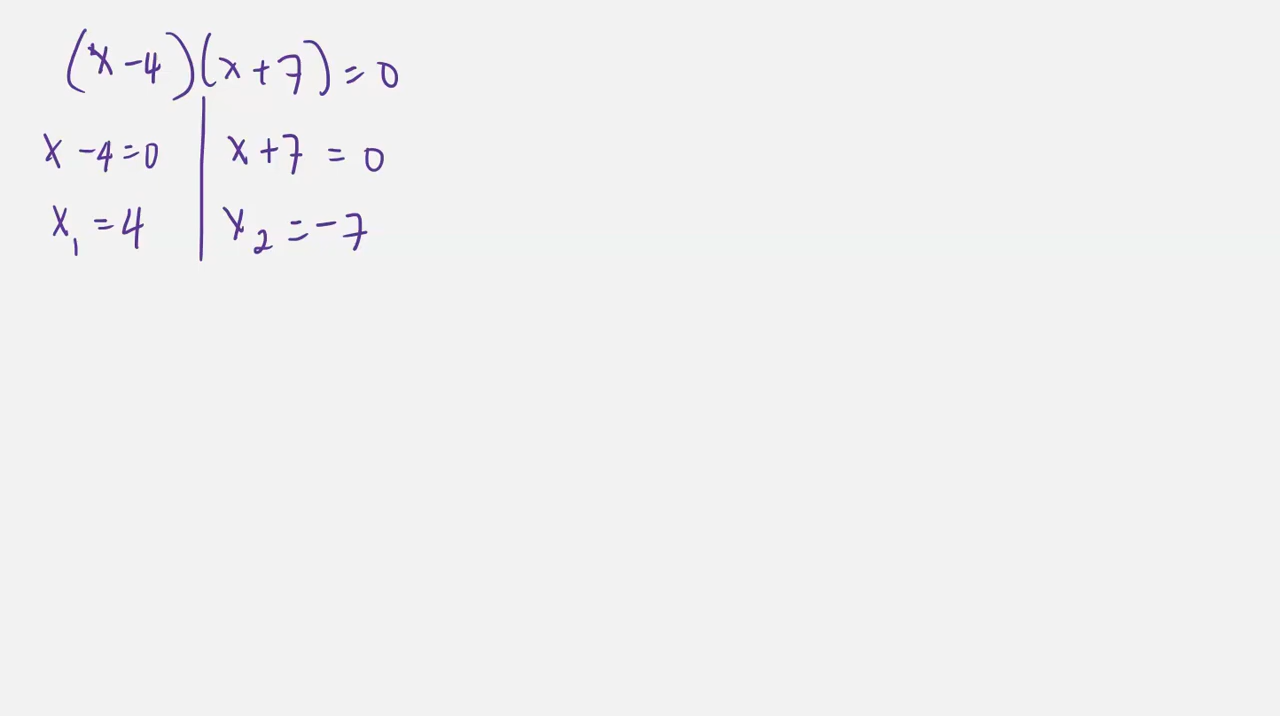 (x-4)(x+7)=0
x-4=0 | x+7=0
x₁=4 | x₂=-7